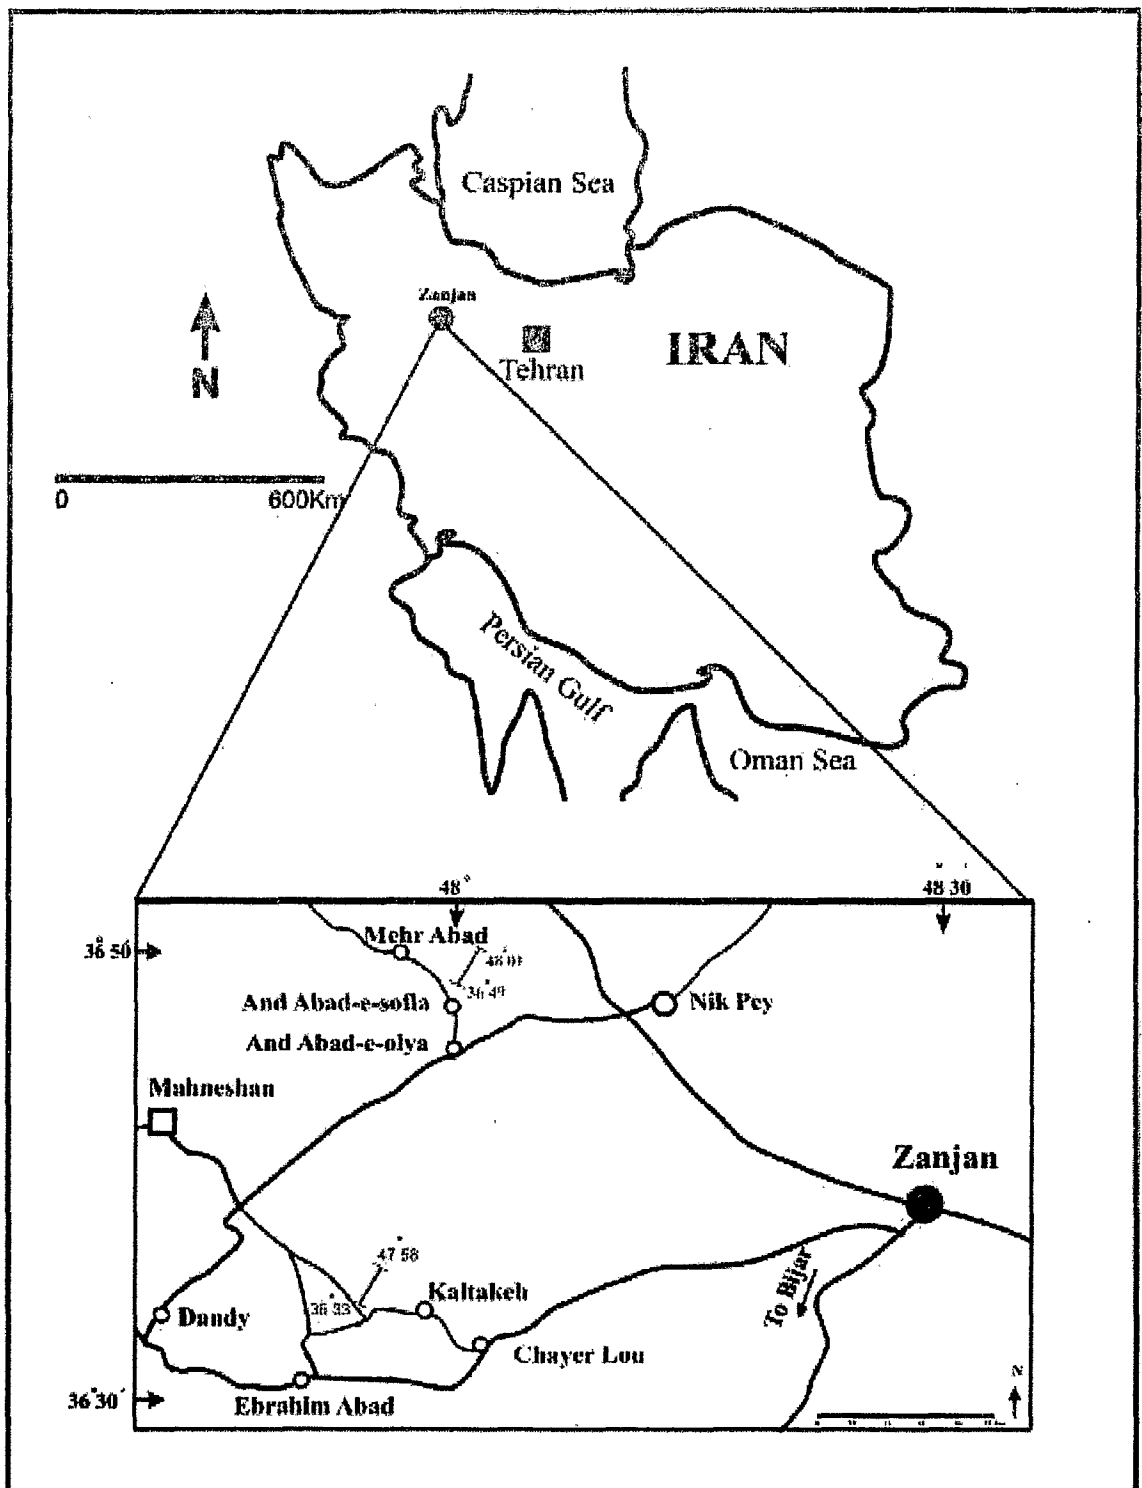 Caspian Sea
Zanjan
IRAN
Tehran
N
0 600Km
Persian Gulf
Oman Sea
48°
48 30
36° 50'
Mehr Abad
48° 01
36° 49
And Abad-e-sofla
Nik Pey
And Abad-e-olya
Mahneshan
Zanjan
47° 58
36° 33
Kaltakeh
To Bijar
Dandy
Chayer Lou
36° 30'
Ebrahim Abad
N